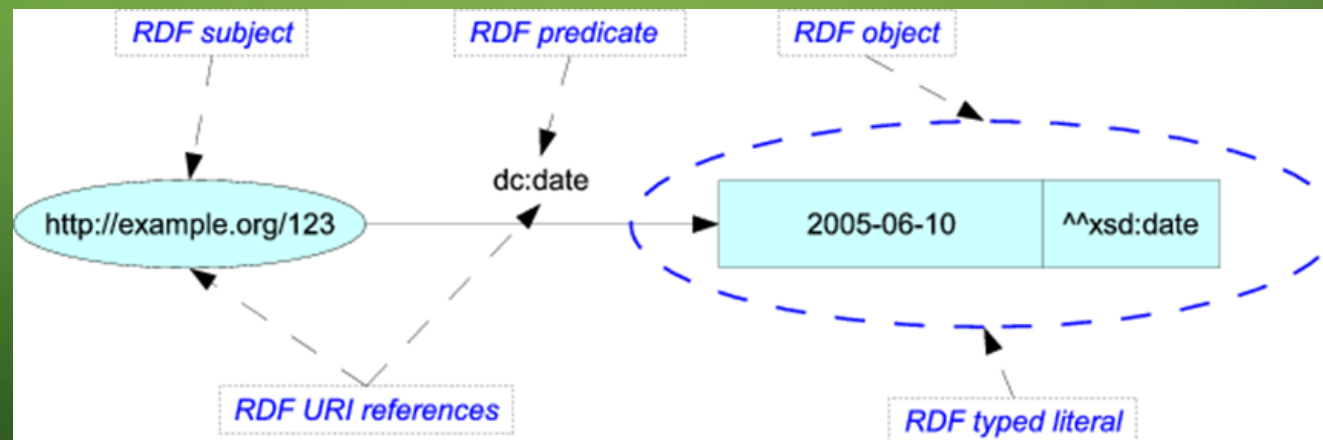 RDF subject
RDF predicate
RDF object
dc:date
http://example.org/123
2005-06-10
^^xsd:date
RDF URI references
RDF typed literal